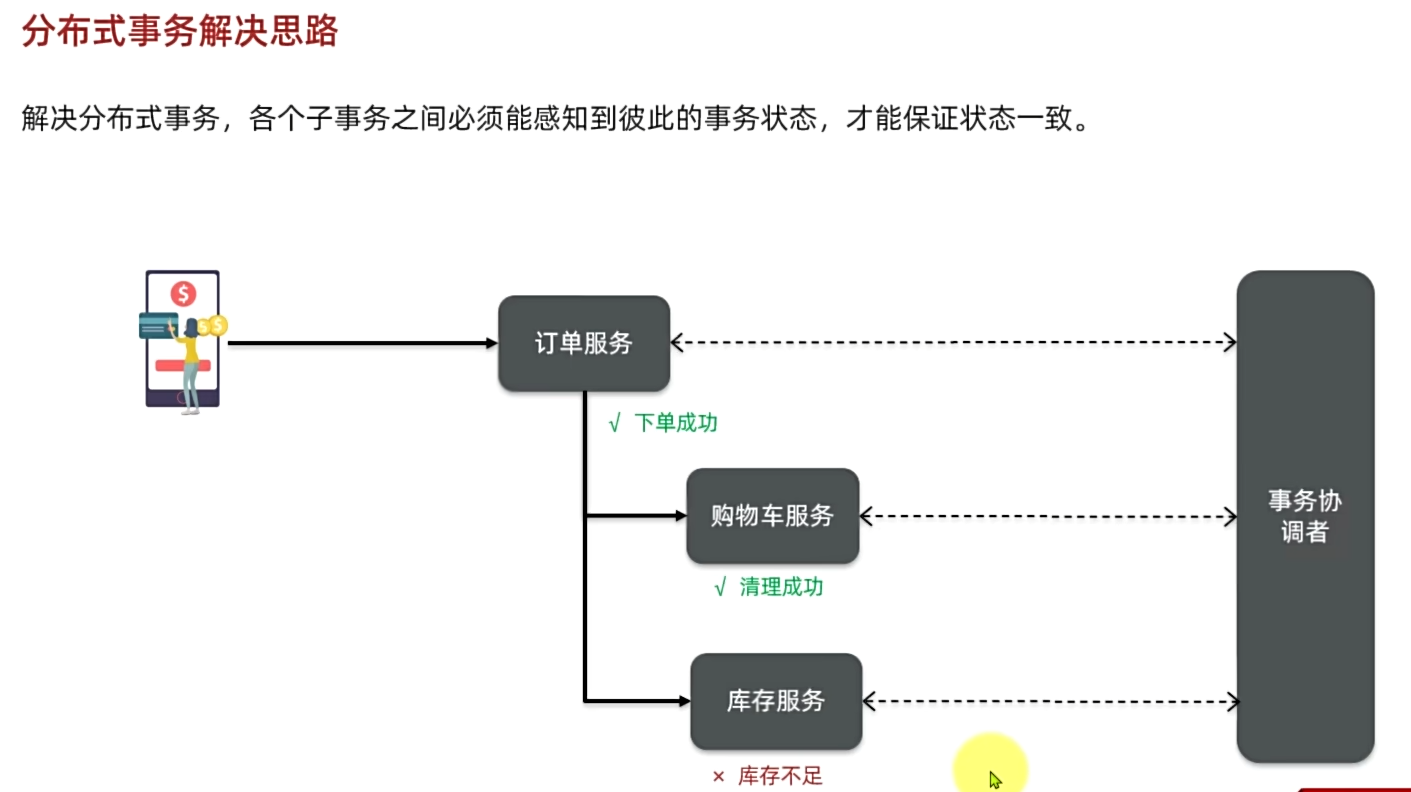 分布式事务解决思路
解决分布式事务，各个子事务之间必须能感知到彼此的事务状态，才能保证状态一致。
$
$
$
订单服务
√ 下单成功
购物车服务
√ 清理成功
事务协
调者
库存服务
× 库存不足